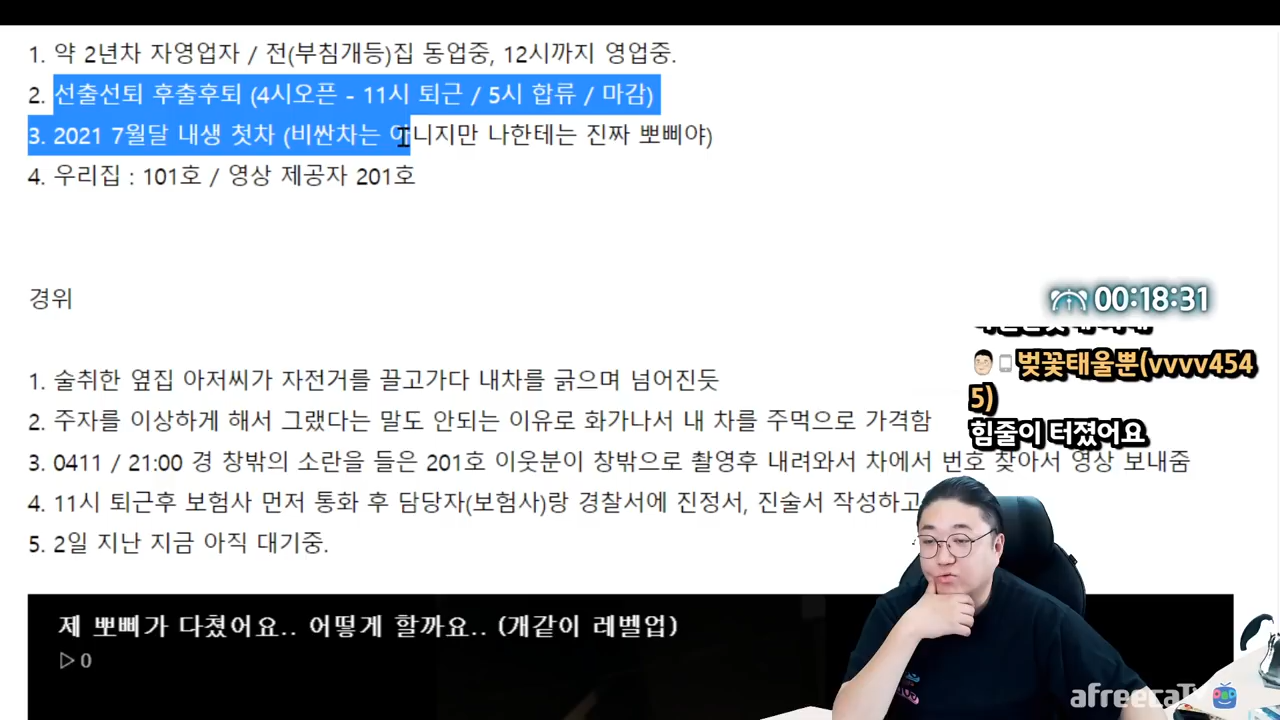 1. 약 2년차 자영업자 / 전(부침개등)집 동업중, 12시까지 영업중.
2. 선출선퇴 후출후퇴 (4시오픈 - 11시 퇴근 / 5시 합류 / 마감)
3. 2021 7월달 내생 첫차 (비싼차는 아니지만 나한테는 진짜 뽀삐야)
4. 우리집 : 101호 / 영상 제공자 201호
경위
00:18:31
벚꽃태울뿐(vvvv454
5)
힘줄이 터졌어요
1. 술취한 옆집 아저씨가 자전거를 끌고가다 내차를 긁으며 넘어진듯
2. 주자를 이상하게 해서 그랬다는 말도 안되는 이유로 화가나서 내 차를 주먹으로 가격함
3. 0411 / 21:00 경 창밖의 소란을 들은 201호 이웃분이 창밖으로 촬영후 내려와서 차에서 번호 찾아서 영상 보내줌
4. 11시 퇴근후 보험사 먼저 통화 후 담당자(보험사)랑 경찰서에 진정서, 진술서 작성하고
5. 2일 지난 지금 아직 대기중.
제 뽀삐가 다쳤어요.. 어떻게 할까요.. (개같이 레벨업)
▷0
afreecaTV